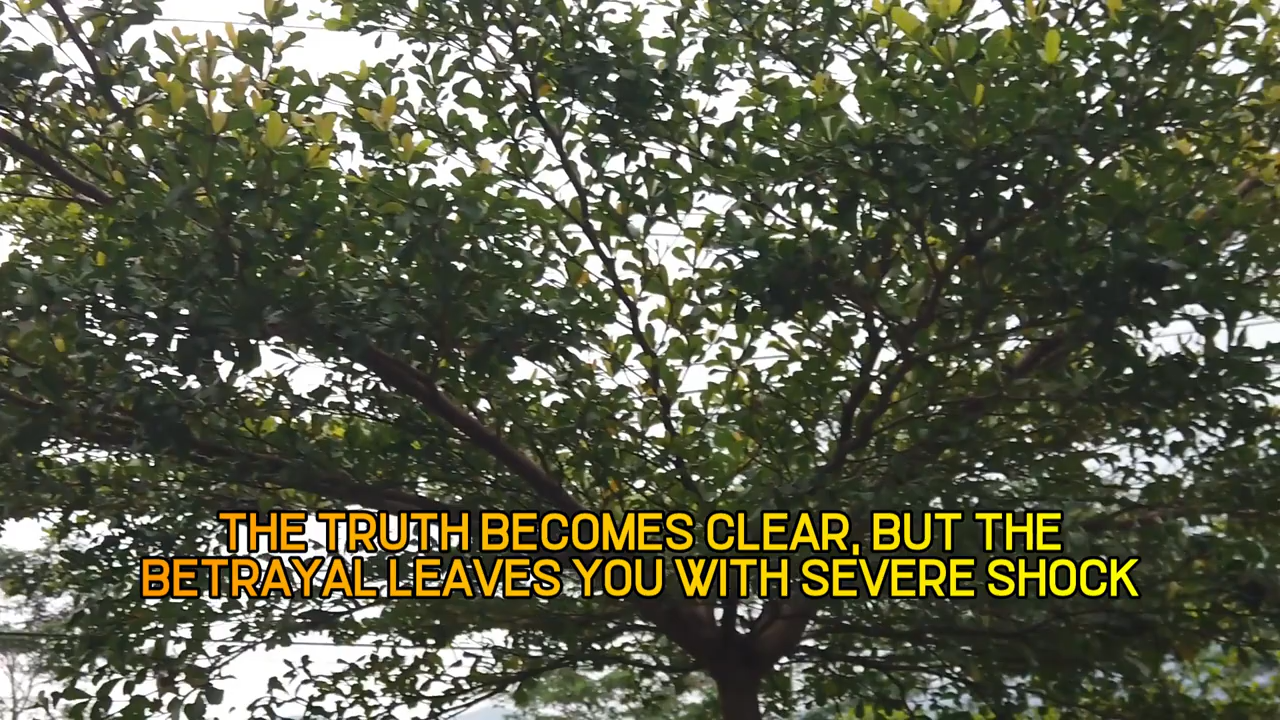 THE TRUTH BECOMES CLEAR, BUT THE
BETRAYAL LEAVES YOU WITH SEVERE SHOCK